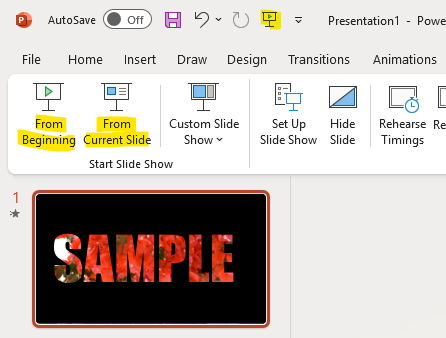 AutoSave Off Presentation1 - Powe
File Home Insert Draw Design Transitions Animations
From Beginning
From Current Slide
Custom Slide Show
Set Up Slide Show
Hide Slide
Rehearse Timings
Re
Start Slide Show
1
SAMPLE